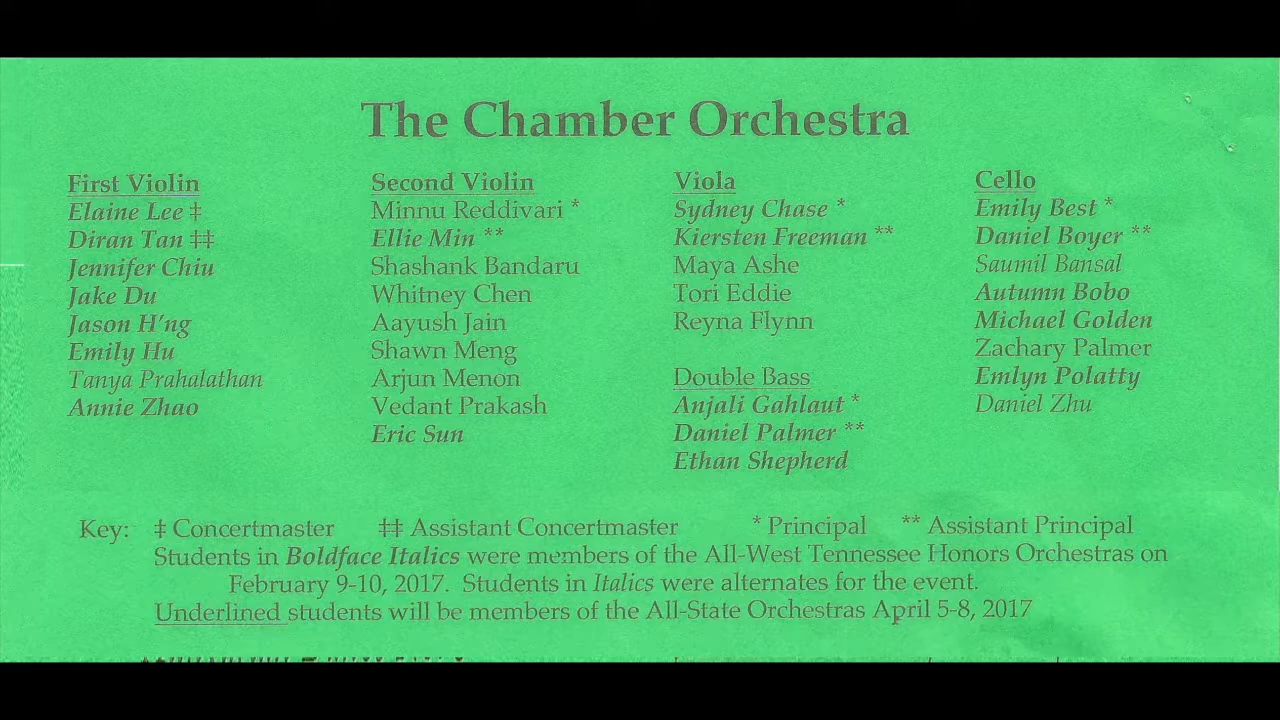 The Chamber Orchestra
First Violin
Elaine Lee ‡
Diran Tan ‡‡
Jennifer Chiu
Jake Du
Jason H'ng
Emily Hu
Tanya Prahalathan
Annie Zhao
Second Violin
Minnu Reddivari *
Ellie Min **
Shashank Bandaru
Whitney Chen
Aayush Jain
Shawn Meng
Arjun Menon
Vedant Prakash
Eric Sun
Viola
Sydney Chase *
Kiersten Freeman **
Maya Ashe
Tori Eddie
Reyna Flynn
Double Bass
Anjali Gahlaut *
Daniel Palmer **
Ethan Shepherd
Cello
Emily Best *
Daniel Boyer **
Saumil Bansal
Autumn Bobo
Michael Golden
Zachary Palmer
Emlyn Polatty
Daniel Zhu
Key: ‡ Concertmaster ‡‡ Assistant Concertmaster * Principal ** Assistant Principal
Students in Boldface Italics were members of the All-West Tennessee Honors Orchestras on
February 9-10, 2017. Students in Italics were alternates for the event.
Underlined students will be members of the All-State Orchestras April 5-8, 2017